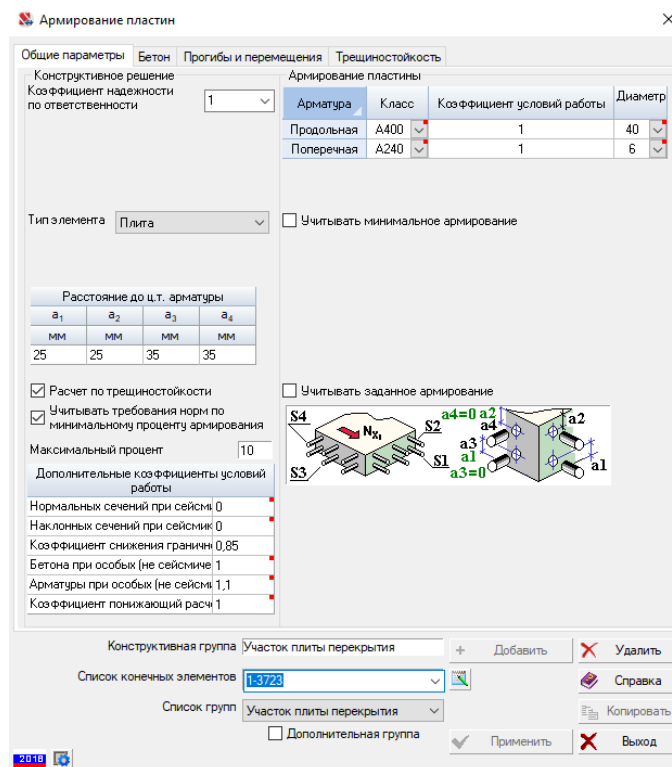 Армирование пластин
Общие параметры Бетон Прогибы и перемещения Трещиностойкость
Конструктивное решение
Коэффициент надежности
по ответственности 1
Тип элемента Плита
Расстояние до ц.т. арматуры
a1 a2 a3 a4
мм мм мм мм
25 25 35 35
Расчет по трещиностойкости
Учитывать требования норм по
минимальному проценту армирования
Максимальный процент 10
Дополнительные коэффициенты условий
работы
Нормальных сечений при сейсми 0
Наклонных сечений при сейсмик 0
Коэффициент снижения граничн 0,85
Бетона при особых (не сейсмиче 1
Арматуры при особых (не сейсми 1,1
Коэффициент понижающий расч 1
Армирование пластины
Арматура Класс Коэффициент условий работы Диаметр
Продольная A400 1 40
Поперечная A240 1 6
Учитывать минимальное армирование
Учитывать заданное армирование
S4 Nx1 S2 S3 S1
a4=0 a2 a4 a2
a3 a1 a3=0 a1
Конструктивная группа Участок плиты перекрытия
Список конечных элементов 1-3723
Список групп Участок плиты перекрытия
Дополнительная группа
+ Добавить Удалить
Справка
Копировать
Применить Выход
2018